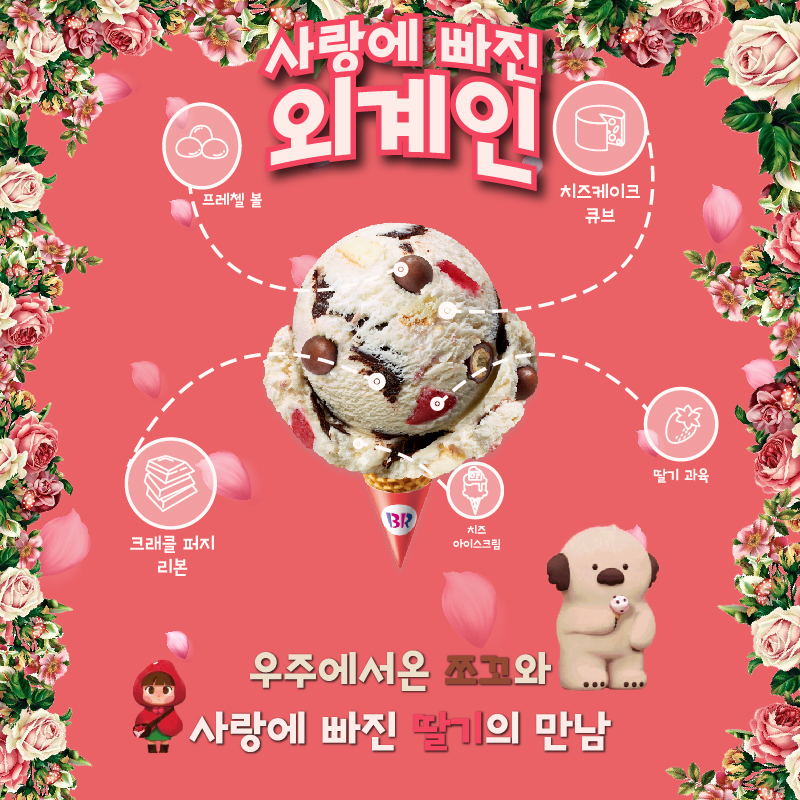 사랑에 빠진
외계인
프레첼 볼
치즈케이크
큐브
딸기 과육
BR
치즈
아이스크림
크래클 퍼지
리본
우주에서온 쪼꼬와
사랑에 빠진 딸기의 만남